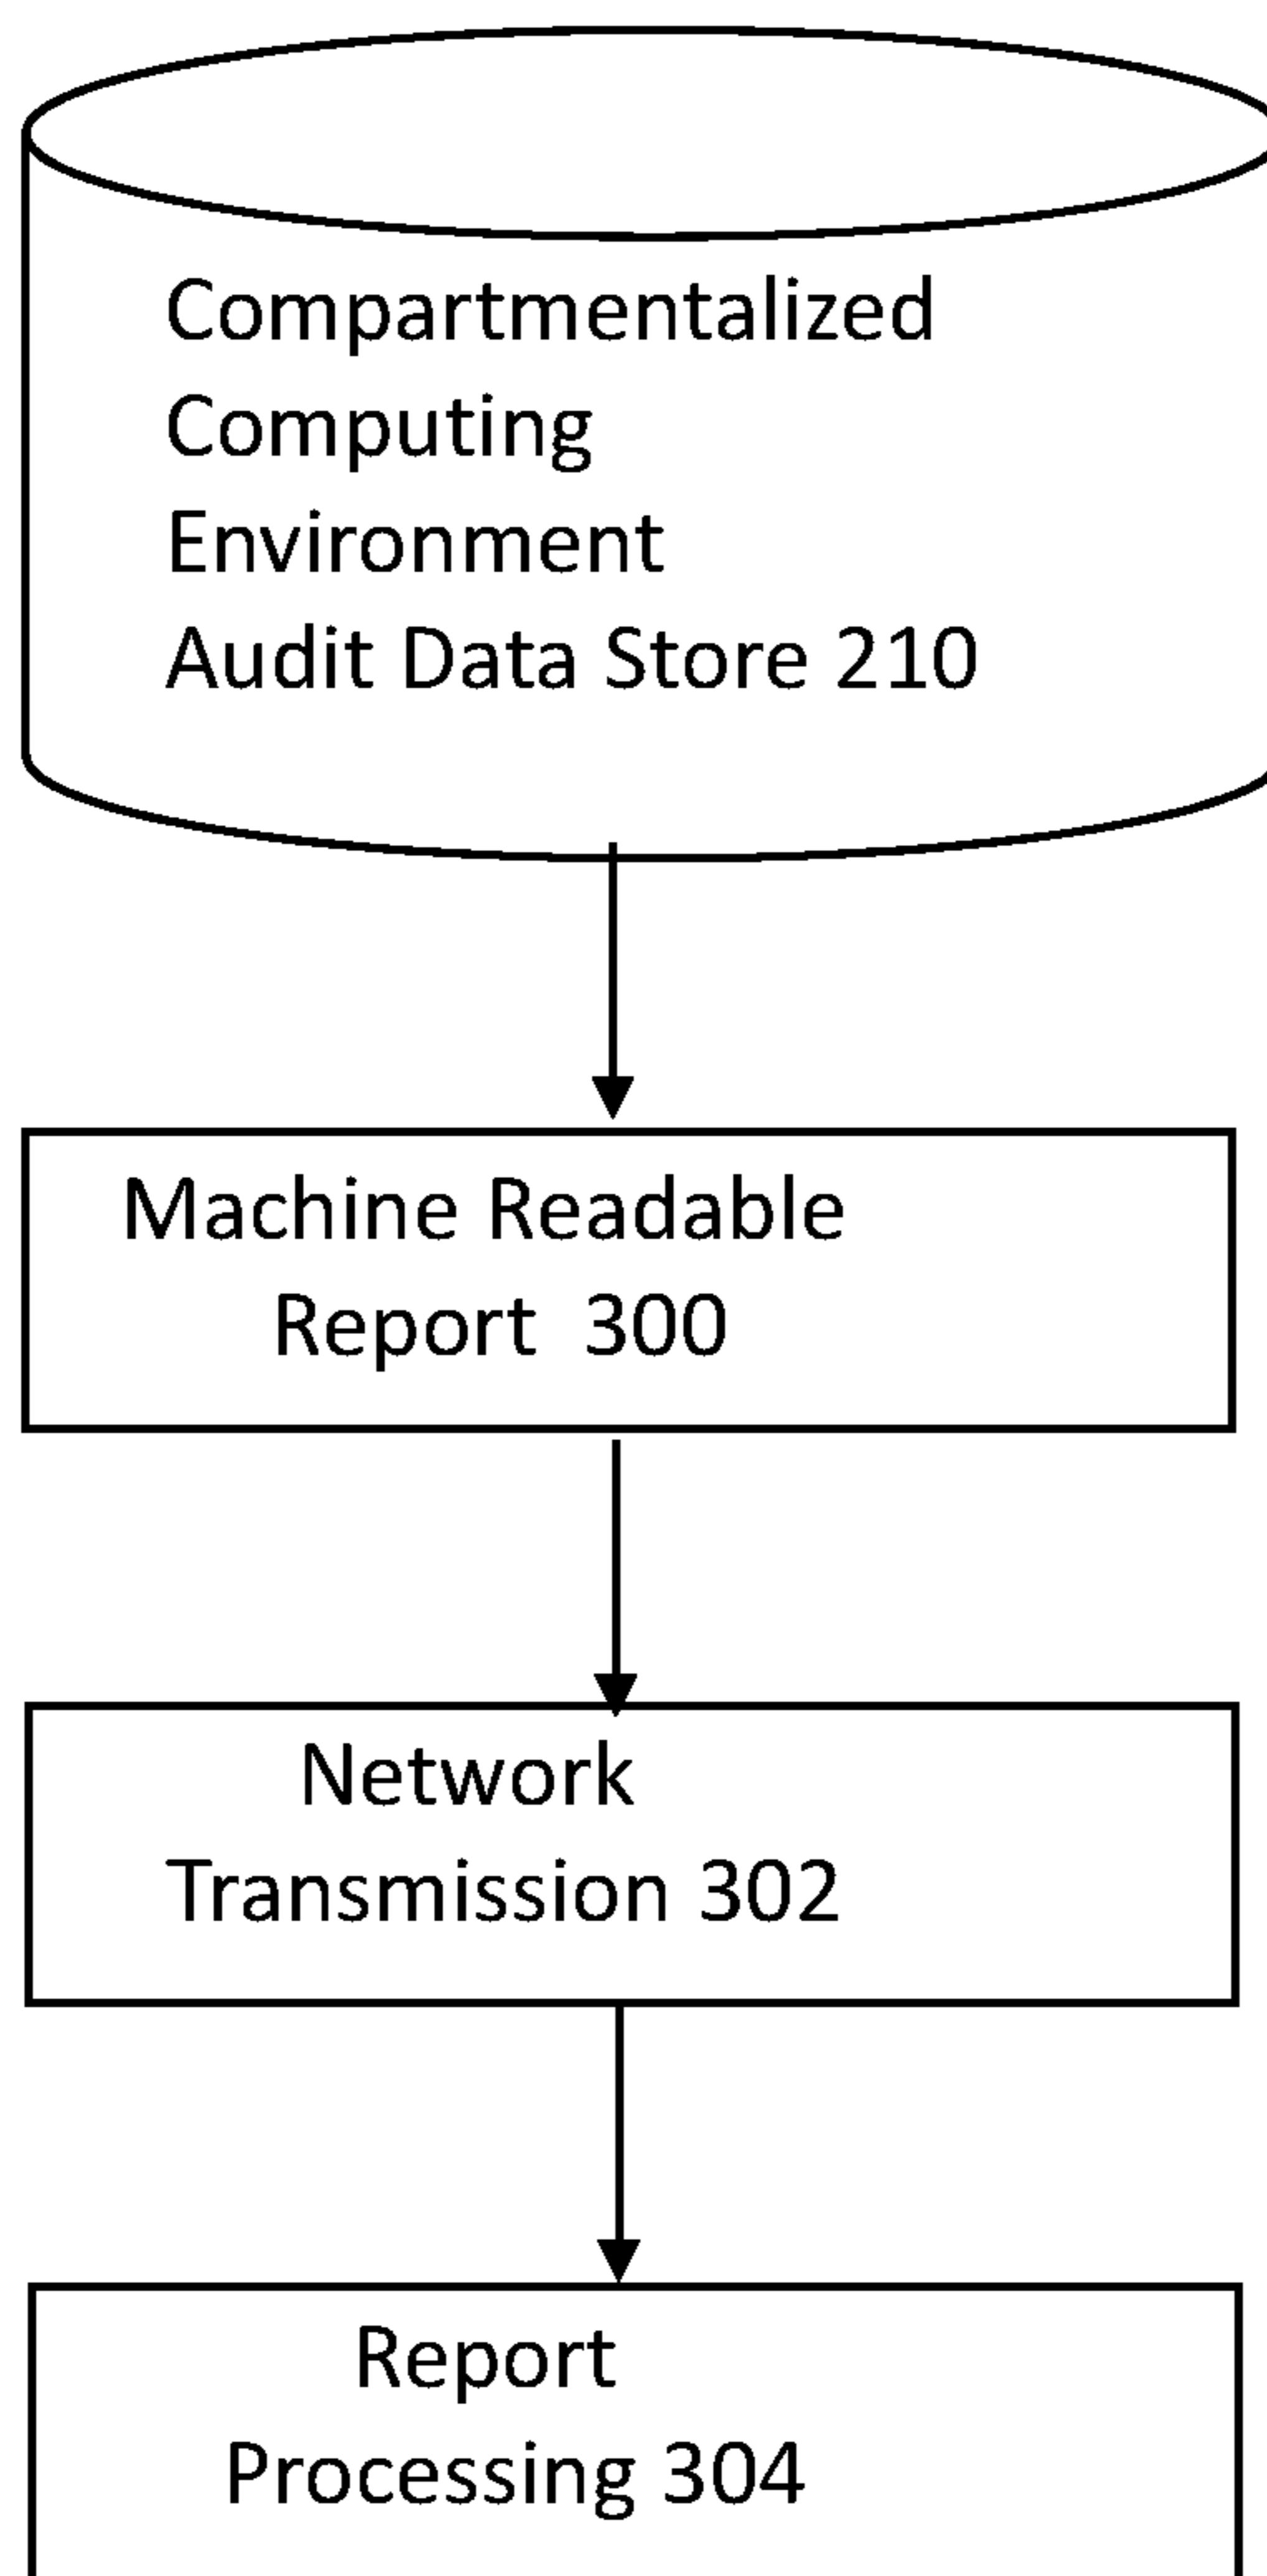 Compartmentalized
Computing
Environment
Audit Data Store 210
Machine Readable
Report 300
Network
Transmission 302
Report
Processing 304